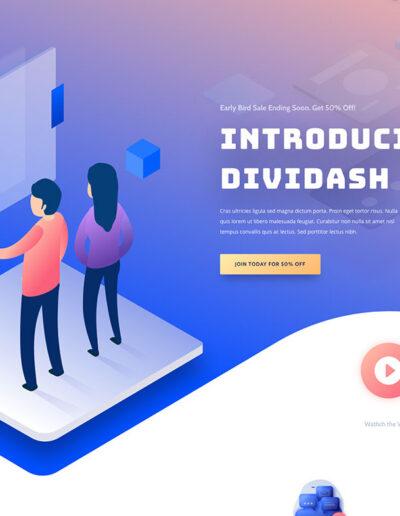 Early Bird Sale Ending Soon. Get 50% Off!
INTRODUCI
DIVIDASH
Cras ultricies ligula sed magna dictum porta. Proin eget tortor risus. Nulla
quis lorem ut libero malesuada feugiat. Curabitur non nulla sit amet nisl
tempus convallis quis ac lectus. Sed porttitor lectus nibh.
JOIN TODAY FOR 50% OFF
Wathch the V